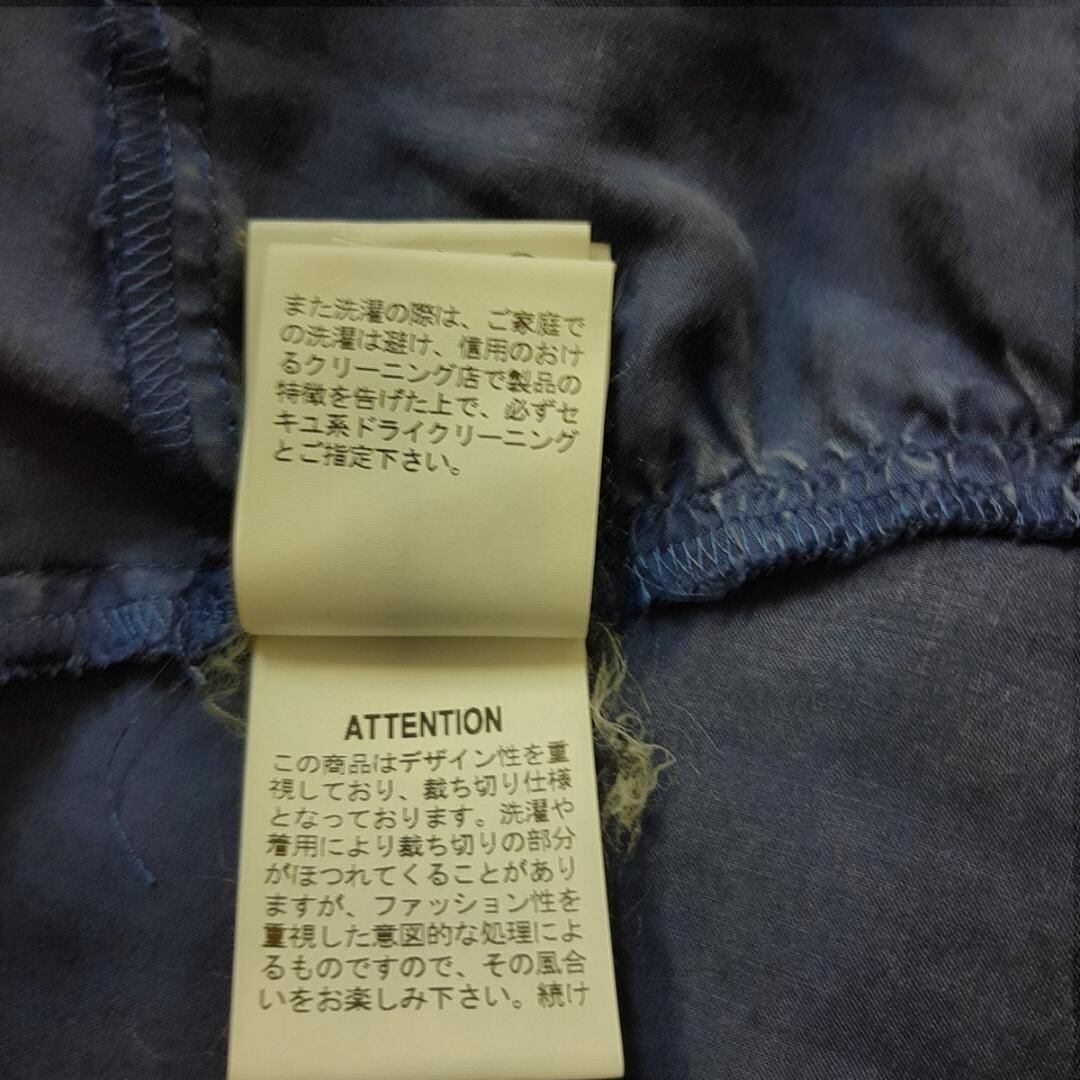 また洗濯の際は、ご家庭で
の洗濯は避け、信用のおけ
るクリーニング店で製品の
特徴を告げた上で、必ずセ
キユ系ドライクリーニング
とご指定下さい。
ATTENTION
この商品はデザイン性を重
視しており、裁ち切り仕様
となっております。洗濯や
着用により裁ち切りの部分
がほつれてくることがあり
ますが、ファッション性を
重視した意図的な処理によ
るものですので、その風合
いをお楽しみ下さい。続け